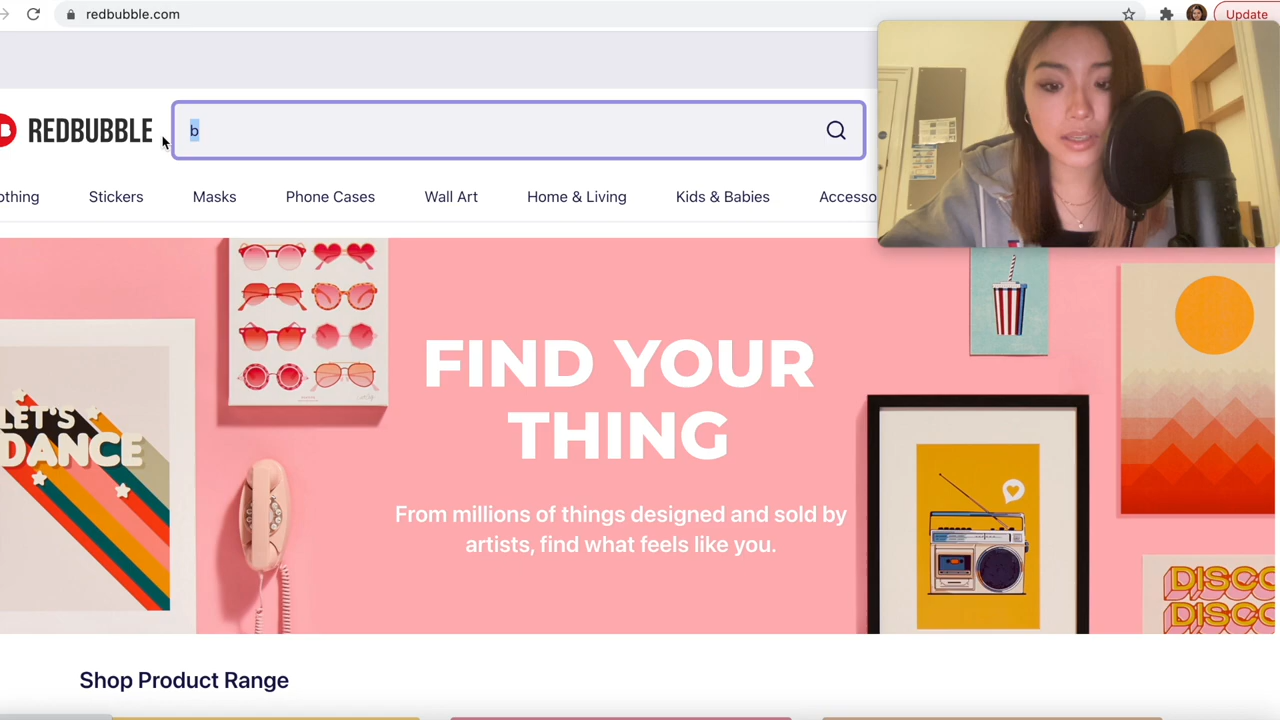 redbubble.com
Update
B REDBUBBLE
b
othing Stickers Masks Phone Cases Wall Art Home & Living Kids & Babies Accesso
FIND YOUR
THING
From millions of things designed and sold by
artists, find what feels like you.
LET'S
DANCE
DISCO
DISCO
Shop Product Range